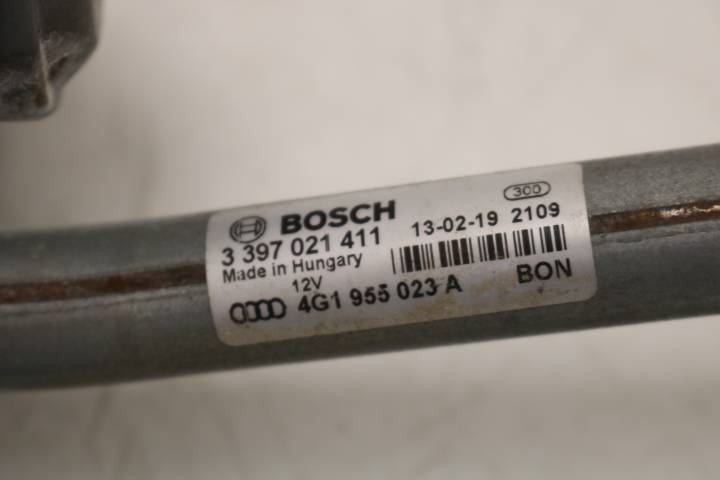 300
BOSCH 13-02-19 2109
3 397 021 411
Made in Hungary
12V BON
4G1 955 023 A